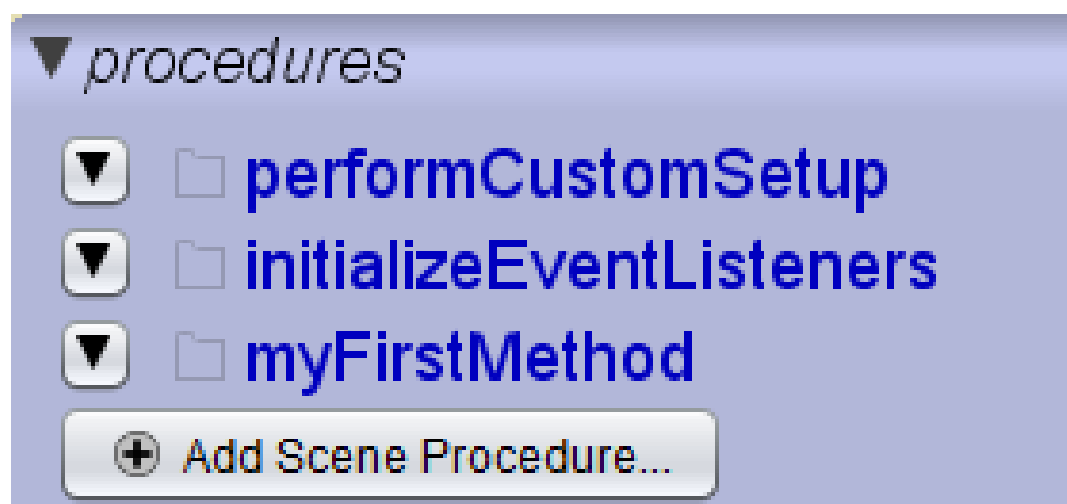 procedures
performCustomSetup
initializeEventListeners
myFirstMethod
Add Scene Procedure...